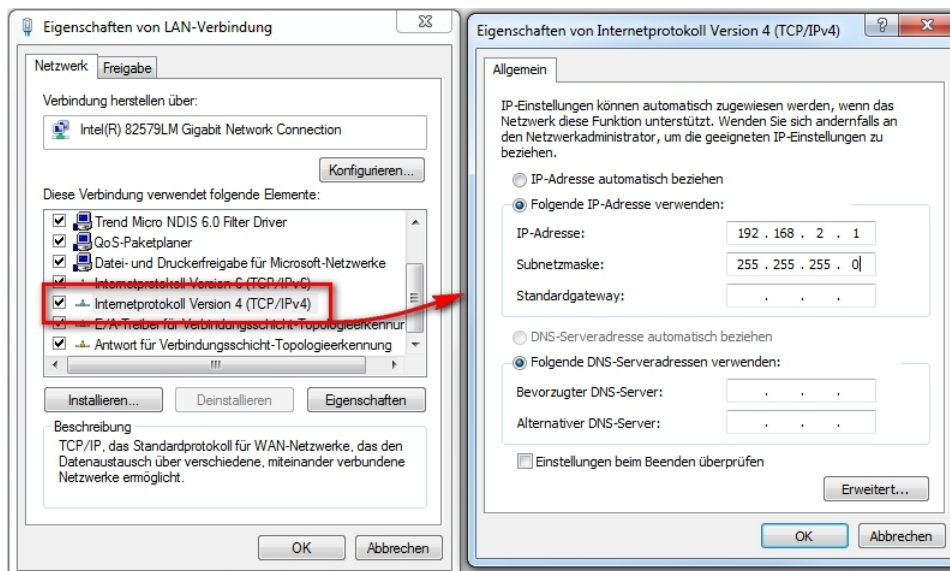 Eigenschaften von LAN-Verbindung
Netzwerk
Freigabe
Verbindung herstellen über:
Intel(R) 82579LM Gigabit Network Connection
Konfigurieren...
Diese Verbindung verwendet folgende Elemente:
Trend Micro NDIS 6.0 Filter Driver
QoS-Paketplaner
Datei- und Druckerfreigabe für Microsoft-Netzwerke
Internetprotokoll Version 6 (TCP/IPv6)
Internetprotokoll Version 4 (TCP/IPv4)
E/A-Treiber für Verbindungsschicht-Topologieerkennur
Antwort für Verbindungsschicht-Topologieerkennung
Installieren...
Deinstallieren
Eigenschaften
Beschreibung
TCP/IP, das Standardprotokoll für WAN-Netzwerke, das den
Datenaustausch über verschiedene, miteinander verbundene
Netzwerke ermöglicht.
OK
Abbrechen
Eigenschaften von Internetprotokoll Version 4 (TCP/IPv4)
Allgemein
IP-Einstellungen können automatisch zugewiesen werden, wenn das
Netzwerk diese Funktion unterstützt. Wenden Sie sich andernfalls an
den Netzwerkadministrator, um die geeigneten IP-Einstellungen zu
beziehen.
IP-Adresse automatisch beziehen
Folgende IP-Adresse verwenden:
IP-Adresse: 192 . 168 . 2 . 1
Subnetzmaske: 255 . 255 . 255 . 0
Standardgateway: . . .
DNS-Serveradresse automatisch beziehen
Folgende DNS-Serveradressen verwenden:
Bevorzugter DNS-Server: . . .
Alternativer DNS-Server: . . .
Einstellungen beim Beenden überprüfen
Erweitert...
OK
Abbrechen